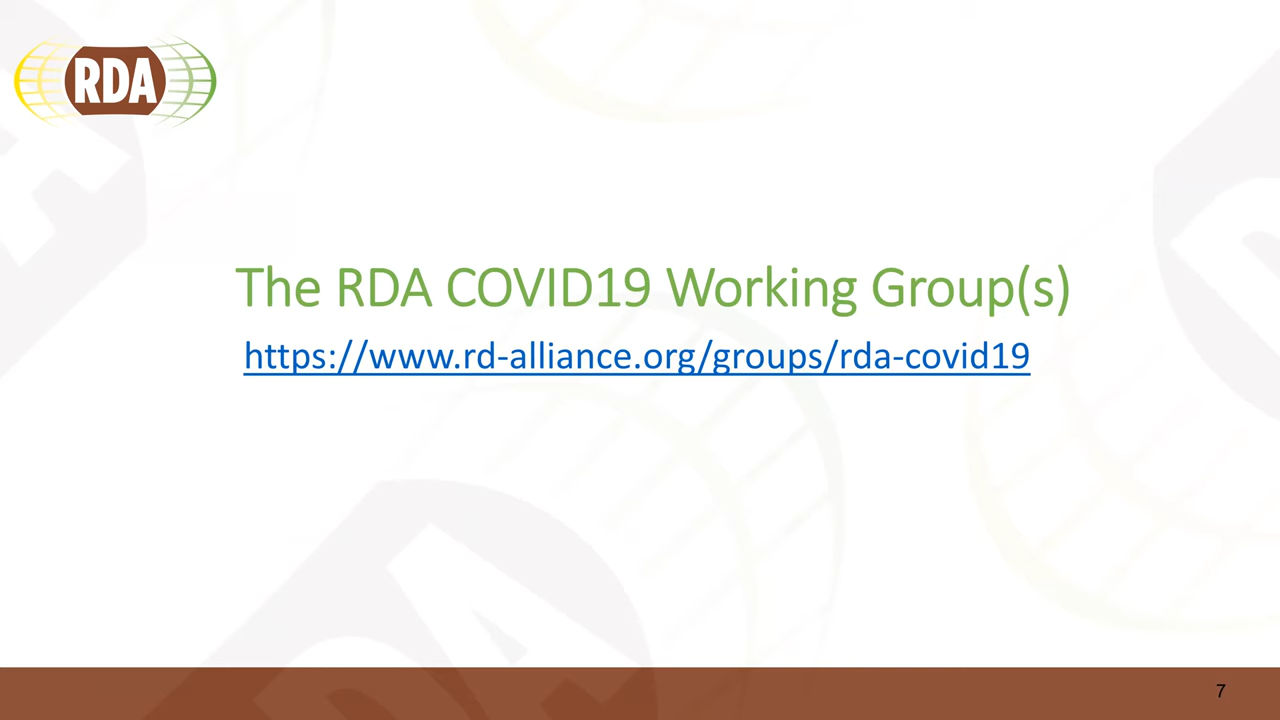 RDA
The RDA COVID19 Working Group(s)
https://www.rd-alliance.org/groups/rda-covid19
7